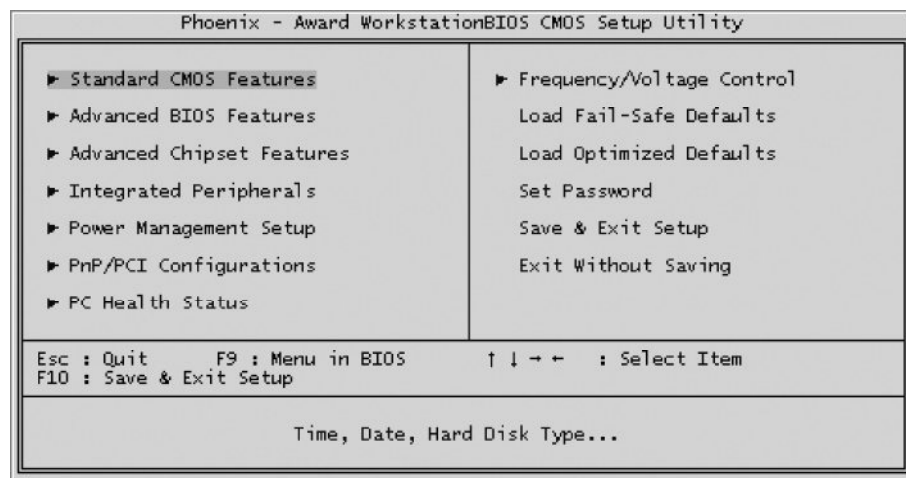 Phoenix - Award WorkstationBIOS CMOS Setup Utility
► Standard CMOS Features
► Advanced BIOS Features
► Advanced Chipset Features
► Integrated Peripherals
► Power Management Setup
► PnP/PCI Configurations
► PC Health Status
► Frequency/Voltage Control
Load Fail-Safe Defaults
Load Optimized Defaults
Set Password
Save & Exit Setup
Exit Without Saving
Esc : Quit F9 : Menu in BIOS ↑ ↓ → ← : Select Item
F10 : Save & Exit Setup
Time, Date, Hard Disk Type...